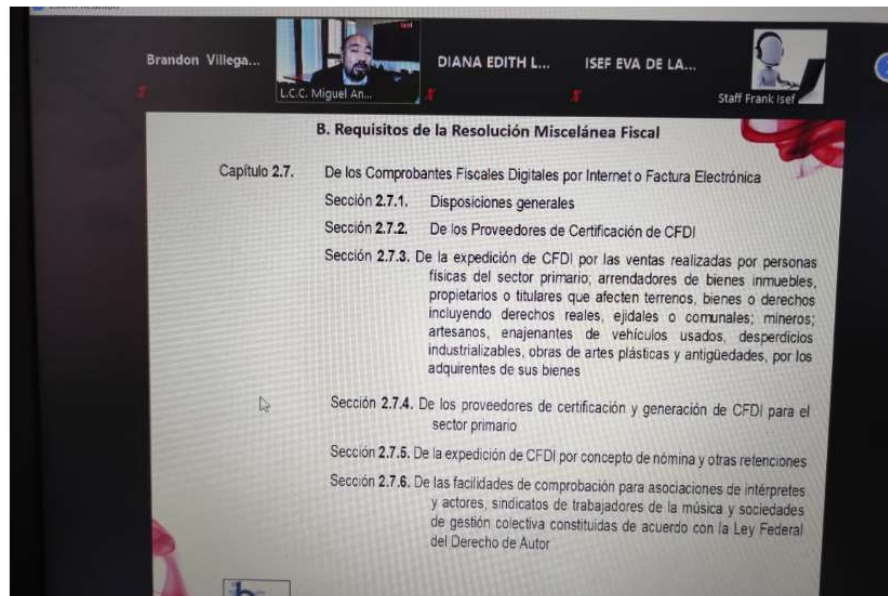 Brandon Villega...
L.C.C. Miguel An...
DIANA EDITH L...
ISEF EVA DE LA...
Staff Frank Isef
B. Requisitos de la Resolución Miscelánea Fiscal
Capítulo 2.7. De los Comprobantes Fiscales Digitales por Internet o Factura Electrónica
Sección 2.7.1. Disposiciones generales
Sección 2.7.2. De los Proveedores de Certificación de CFDI
Sección 2.7.3. De la expedición de CFDI por las ventas realizadas por personas
físicas del sector primario; arrendadores de bienes inmuebles,
propietarios o titulares que afecten terrenos, bienes o derechos
incluyendo derechos reales, ejidales o comunales; mineros;
artesanos, enajenantes de vehículos usados, desperdicios
industrializables, obras de artes plásticas y antigüedades, por los
adquirentes de sus bienes
Sección 2.7.4. De los proveedores de certificación y generación de CFDI para el
sector primario
Sección 2.7.5. De la expedición de CFDI por concepto de nómina y otras retenciones
Sección 2.7.6. De las facilidades de comprobación para asociaciones de intérpretes
y actores, sindicatos de trabajadores de la música y sociedades
de gestión colectiva constituidas de acuerdo con la Ley Federal
del Derecho de Autor